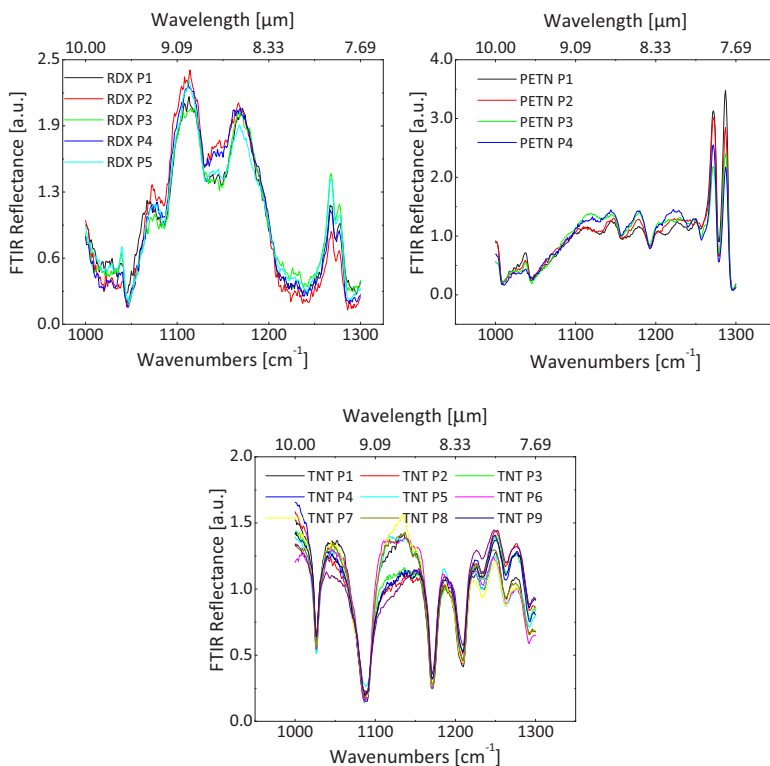 Wavelength [µm]
10.00 9.09 8.33 7.69
2.5
1.9
1.3
0.6
0.0
FTIR Reflectance [a.u.]
RDX P1
RDX P2
RDX P3
RDX P4
RDX P5
1000 1100 1200 1300
Wavenumbers [cm-1]
Wavelength [µm]
10.00 9.09 8.33 7.69
4.0
3.0
2.0
1.0
0.0
FTIR Reflectance [a.u.]
PETN P1
PETN P2
PETN P3
PETN P4
1000 1100 1200 1300
Wavenumbers [cm-1]
Wavelength [µm]
10.00 9.09 8.33 7.69
2.0
1.5
1.0
0.5
0.0
FTIR Reflectance [a.u.]
TNT P1 TNT P2 TNT P3
TNT P4 TNT P5 TNT P6
TNT P7 TNT P8 TNT P9
1000 1100 1200 1300
Wavenumbers [cm-1]